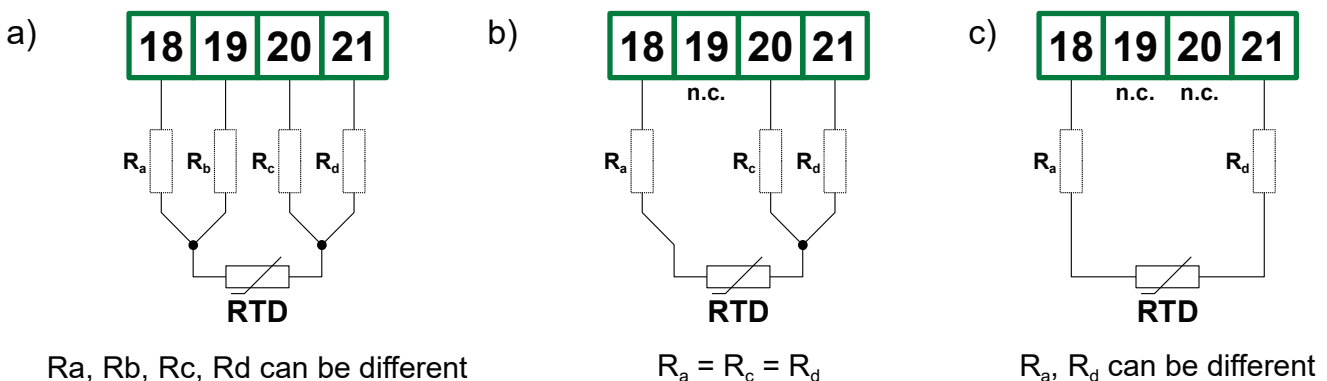 a)
18 19 20 21
Ra Rb Rc Rd
RTD
Ra, Rb, Rc, Rd can be different
b)
18 19 20 21
n.c.
Ra Rc Rd
RTD
Ra = Rc = Rd
c)
18 19 20 21
n.c. n.c.
Ra Rd
RTD
Ra, Rd can be different